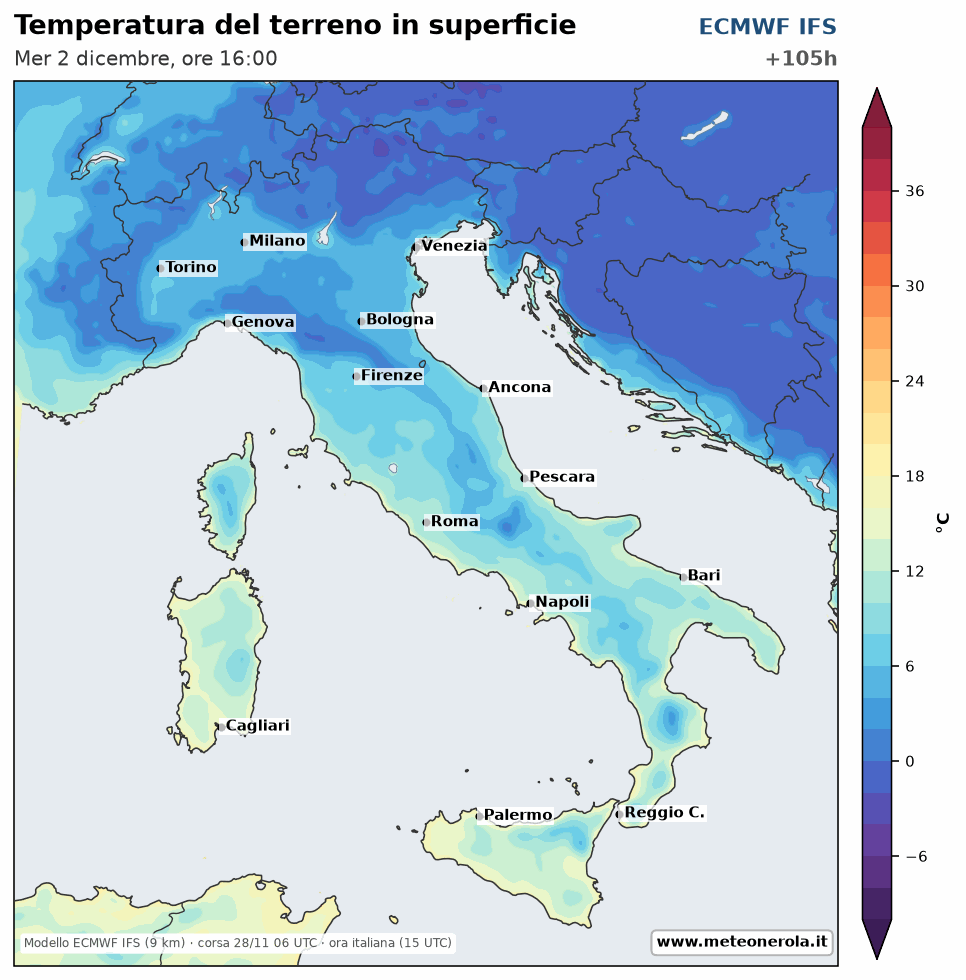 Temperatura del terreno in superficie
ECMWF IFS
Mer 2 dicembre, ore 16:00
+105h
Milano
Venezia
Torino
Genova
Bologna
Firenze
Ancona
Pescara
Roma
Bari
Napoli
Cagliari
Palermo
Reggio C.
36
30
24
18
12
6
0
−6
°C
Modello ECMWF IFS (9 km) · corsa 28/11 06 UTC · ora italiana (15 UTC)
www.meteonerola.it